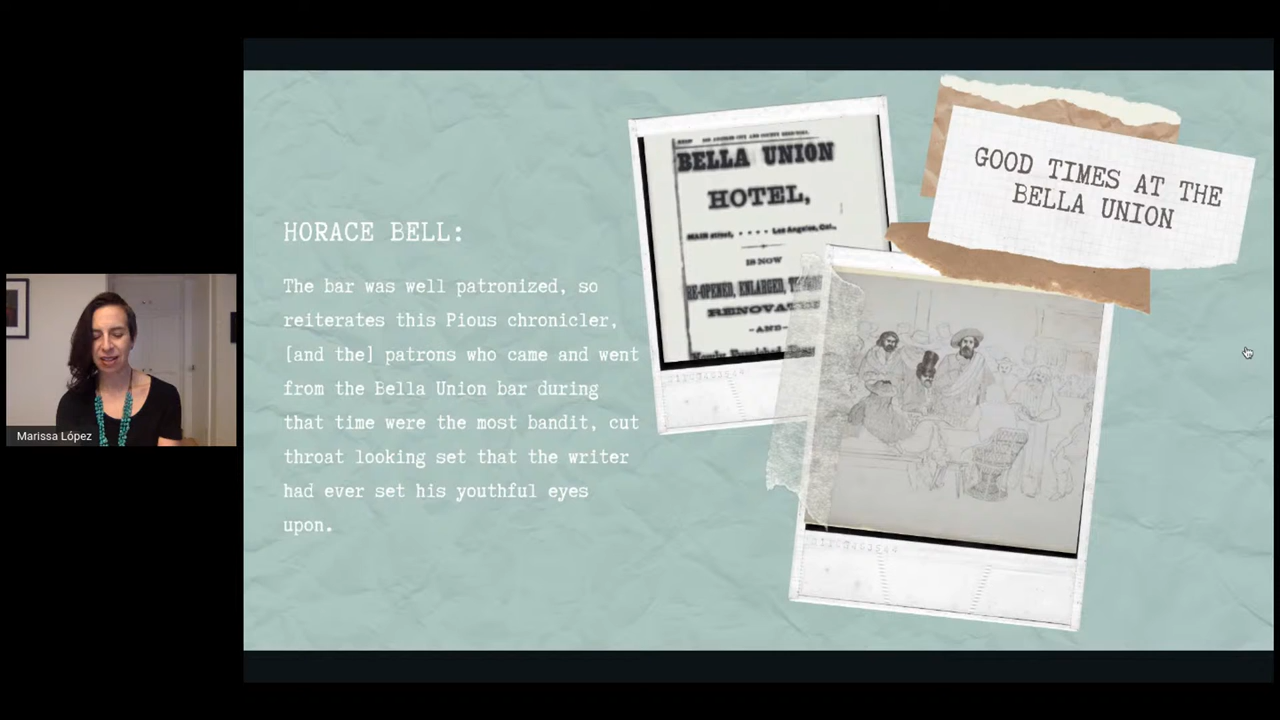 GOOD TIMES AT THE
BELLA UNION
BELLA UNION
HOTEL,
MAIN street, Los Angeles, Cal.,
IS NOW
RE-OPENED, ENLARGED,
-AND-
HORACE BELL:
The bar was well patronized, so
reiterates this Pious chronicler,
[and the] patrons who came and went
from the Bella Union bar during
that time were the most bandit, cut
throat looking set that the writer
had ever set his youthful eyes
upon.
Marissa López